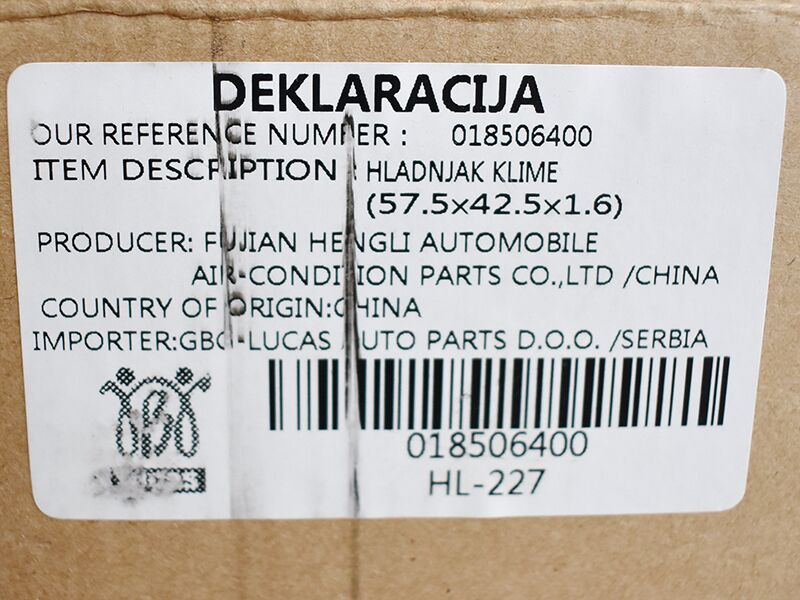 DEKLARACIJA
OUR REFERENCE NUMBER : 018506400
ITEM DESCRIPTION : HLADNJAK KLIME
(57.5x42.5x1.6)
PRODUCER: FUJIAN HENGLI AUTOMOBILE
AIR-CONDITION PARTS CO.,LTD /CHINA
COUNTRY OF ORIGIN:CHINA
IMPORTER:GBG-LUCAS AUTO PARTS D.O.O. /SERBIA
018506400
HL-227